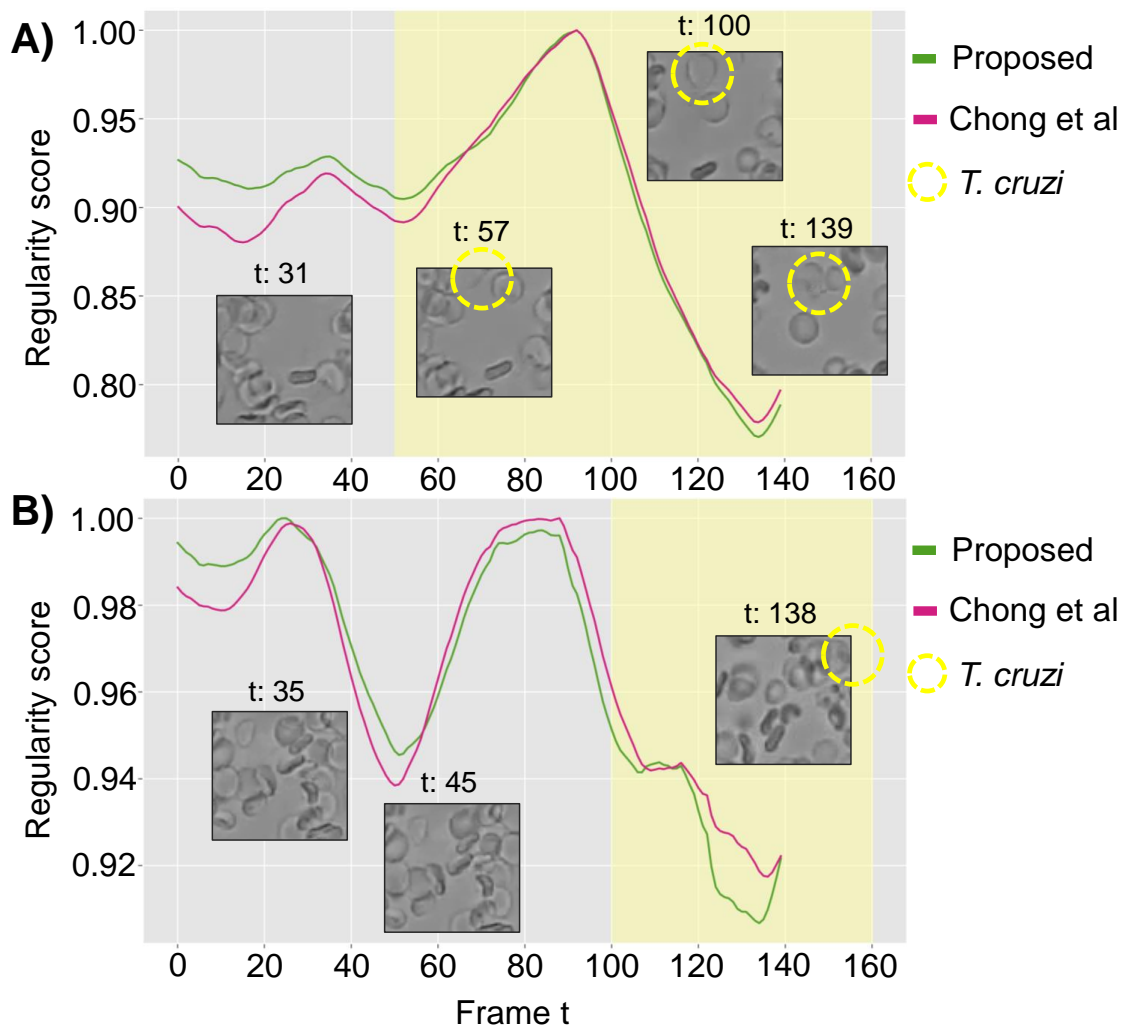 A)
1.00
0.95
0.90
0.85
0.80
Regularity score
t: 31
t: 57
t: 100
t: 139
Proposed
Chong et al
T. cruzi
0 20 40 60 80 100 120 140 160
B)
1.00
0.98
0.96
0.94
0.92
Regularity score
t: 35
t: 45
t: 138
Proposed
Chong et al
T. cruzi
0 20 40 60 80 100 120 140 160
Frame t